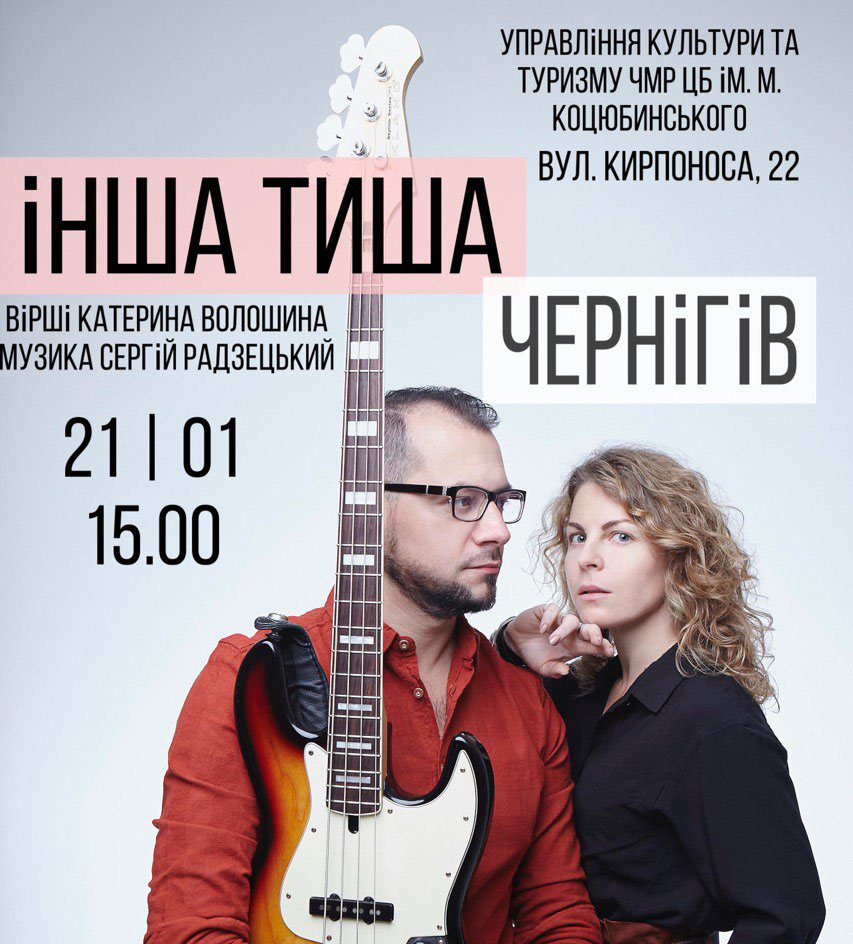 УПРАВЛіННЯ КУЛЬТУРИ ТА
ТУРИЗМУ ЧМР ЦБ іМ. М.
КОЦЮБИНСЬКОГО
ВУЛ. КИРПОНОСА, 22
іНША ТИША
ЧЕРНіГіВ
ВіРШі КАТЕРИНА ВОЛОШИНА
МУЗИКА СЕРГіЙ РАДЗЕЦЬКИЙ
21 | 01
15.00